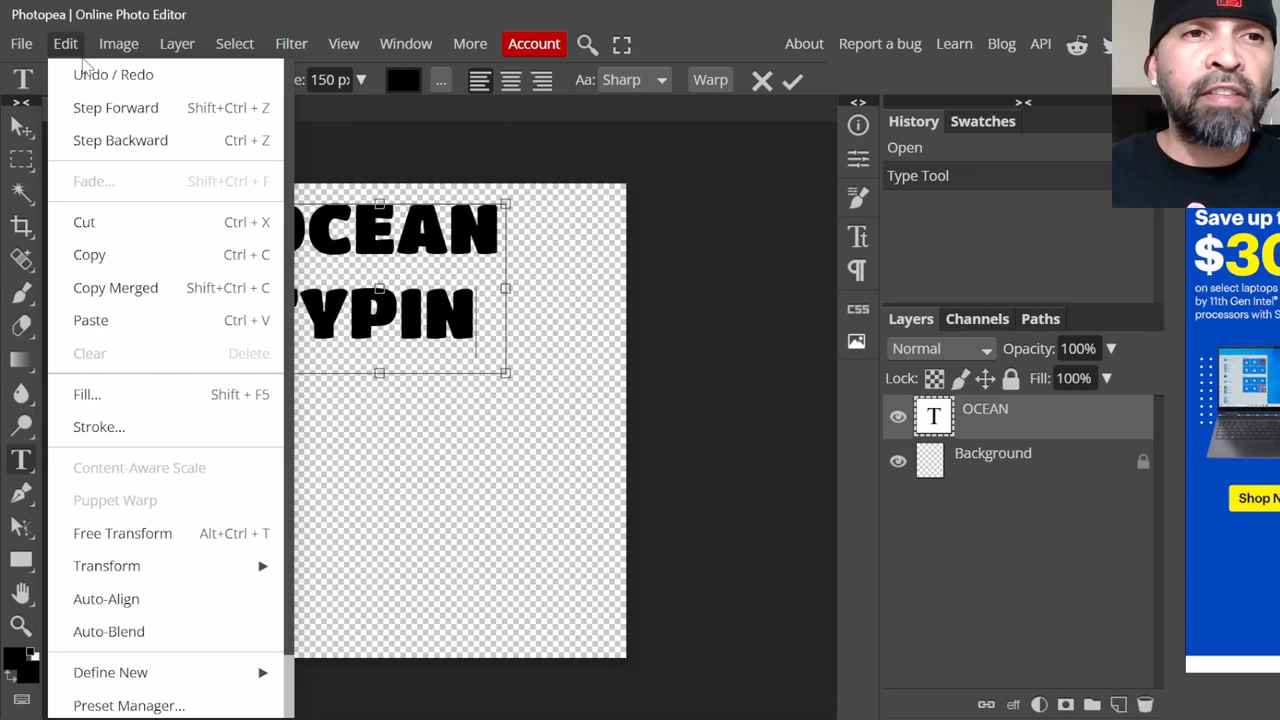 Photopea | Online Photo Editor
File Edit Image Layer Select Filter View Window More Account About Report a bug Learn Blog API
T e: 150 px ... Aa: Sharp Warp
Undo / Redo
Step Forward Shift+Ctrl + Z
Step Backward Ctrl + Z
Fade... Shift+Ctrl + F
Cut Ctrl + X
Copy Ctrl + C
Copy Merged Shift+Ctrl + C
Paste Ctrl + V
Clear Delete
Fill... Shift + F5
Stroke...
Content-Aware Scale
Puppet Warp
Free Transform Alt+Ctrl + T
Transform
Auto-Align
Auto-Blend
Define New
Preset Manager...
OCEAN
YPIN
CSS
History Swatches
Open
Type Tool
Layers Channels Paths
Normal Opacity: 100%
Lock: Fill: 100%
T OCEAN
Background
eff
Save up t
$30
on select laptops
by 11th Gen Intel®
processors with S
Shop N